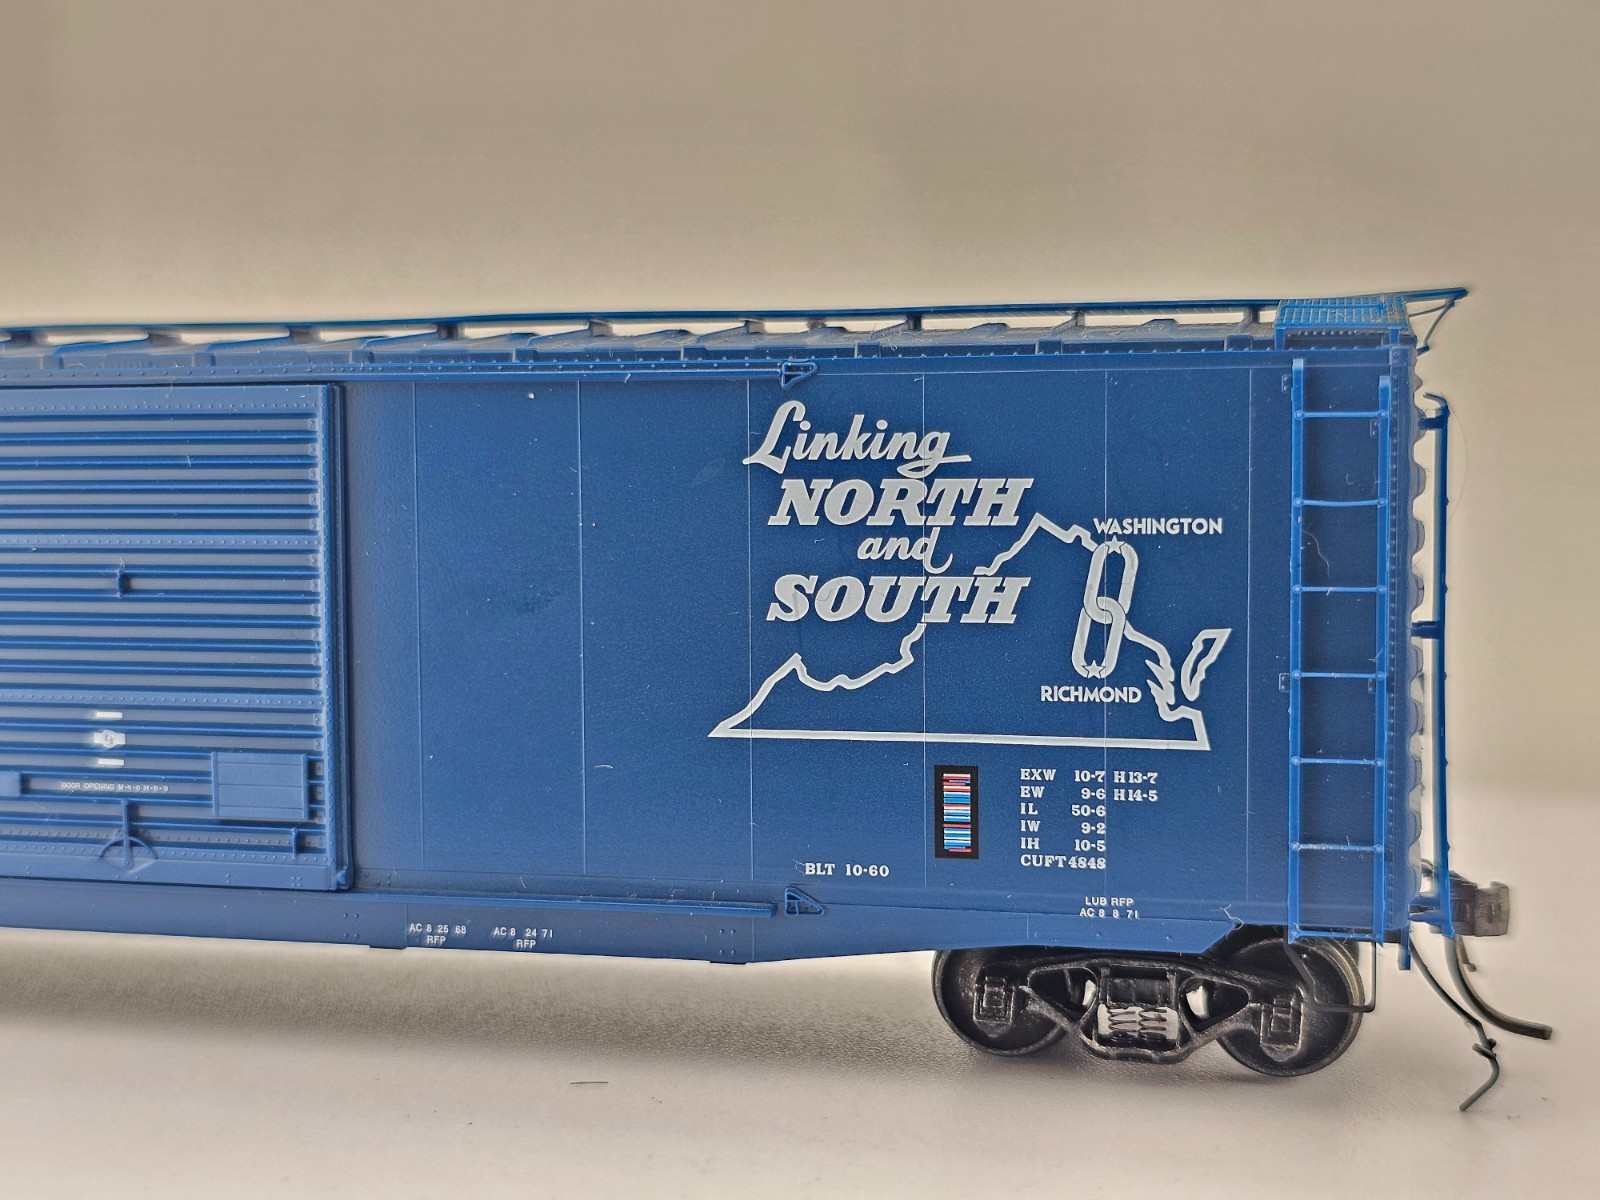 Linking
NORTH
and
SOUTH
WASHINGTON
RICHMOND
EXW 10-7 H13-7
EW 9-6 H14-5
IL 50-6
IW 9-2
IH 10-5
CUFT 4848
BLT 10-60
LUB RFP
AC 8 8 71
AC 8 25 68
RFP
AC 8 24 71
RFP